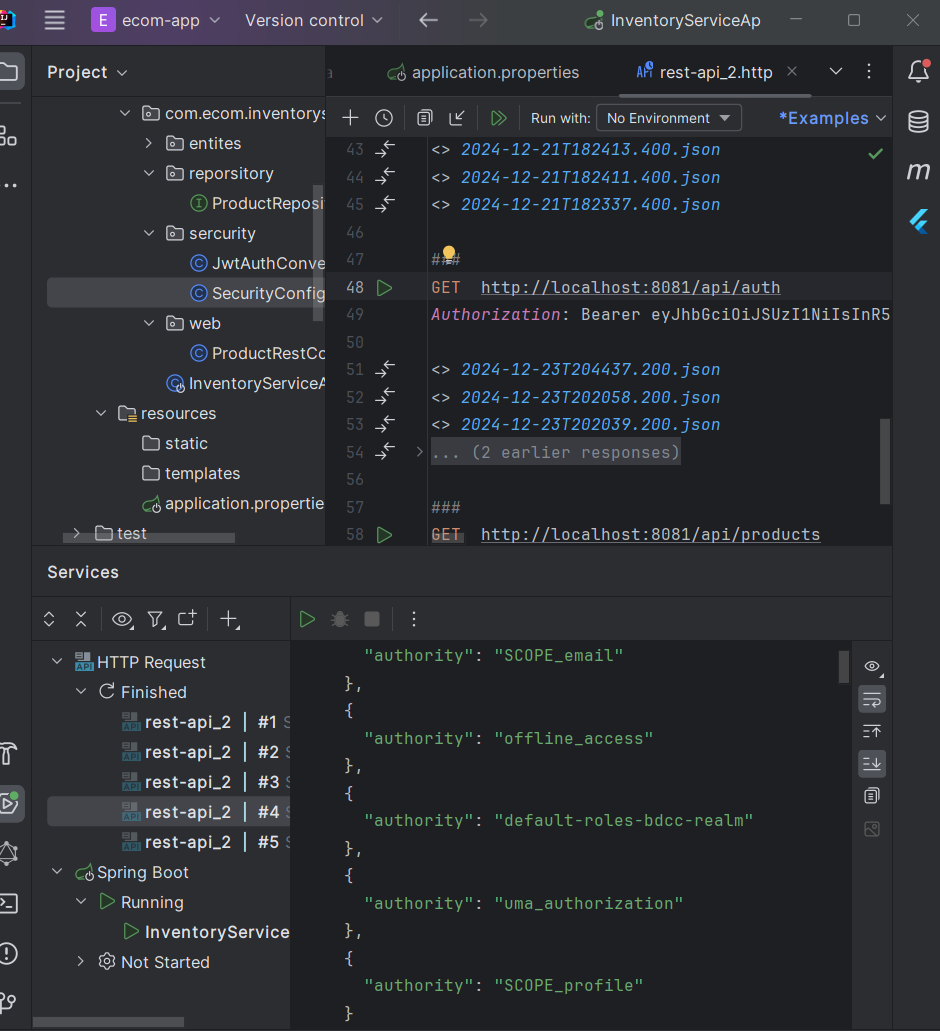 E ecom-app Version control InventoryServiceAp
Project
application.properties
rest-api_2.http
Run with: No Environment *Examples
com.ecom.inventorys
entites
reporsitory
ProductReposi
sercurity
JwtAuthConve
SecurityConfig
web
ProductRestCo
InventoryServiceA
resources
static
templates
application.propertie
test
43 <> 2024-12-21T182413.400.json
44 <> 2024-12-21T182411.400.json
45 <> 2024-12-21T182337.400.json
46
47 ###
48 GET http://localhost:8081/api/auth
49 Authorization: Bearer eyJhbGciOiJSUzI1NiIsInR5
50
51 <> 2024-12-23T204437.200.json
52 <> 2024-12-23T202058.200.json
53 <> 2024-12-23T202039.200.json
54 ... (2 earlier responses)
56
57 ###
58 GET http://localhost:8081/api/products
m
Services
HTTP Request
Finished
API rest-api_2 | #1 S
API rest-api_2 | #2 S
API rest-api_2 | #3 S
API rest-api_2 | #4 S
API rest-api_2 | #5 S
Spring Boot
Running
InventoryService
Not Started
"authority": "SCOPE_email"
},
{
"authority": "offline_access"
},
{
"authority": "default-roles-bdcc-realm"
},
{
"authority": "uma_authorization"
},
{
"authority": "SCOPE_profile"
}